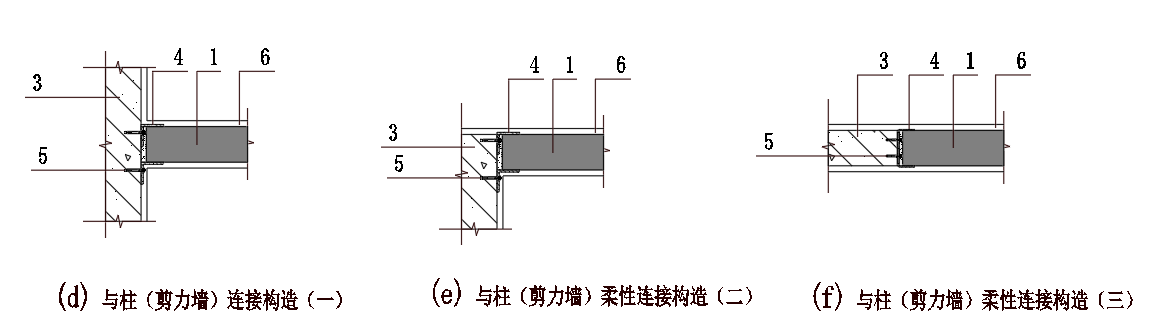 4 1 6
3
5
(d) 与柱(剪力墙)连接构造(一)
4 1 6
3
5
(e) 与柱(剪力墙)柔性连接构造(二)
3 4 1 6
5
(f) 与柱(剪力墙)柔性连接构造(三)